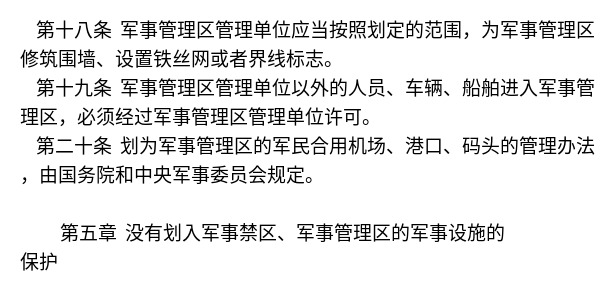 第十八条 军事管理区管理单位应当按照划定的范围，为军事管理区
修筑围墙、设置铁丝网或者界线标志。
第十九条 军事管理区管理单位以外的人员、车辆、船舶进入军事管
理区，必须经过军事管理区管理单位许可。
第二十条 划为军事管理区的军民合用机场、港口、码头的管理办法
，由国务院和中央军事委员会规定。
第五章 没有划入军事禁区、军事管理区的军事设施的
保护